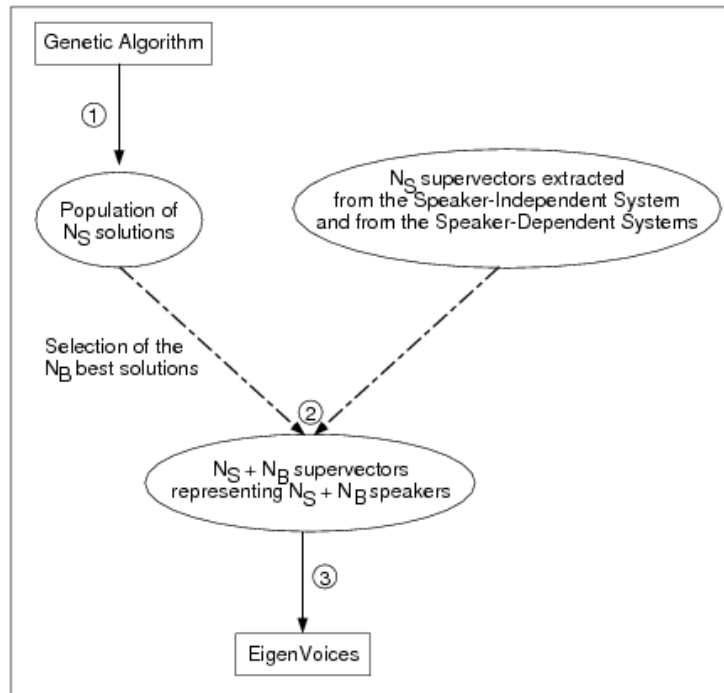 Genetic Algorithm
①
Population of
NS solutions
NS supervectors extracted
from the Speaker-Independent System
and from the Speaker-Dependent Systems
Selection of the
NB best solutions
②
NS + NB supervectors
representing NS + NB speakers
③
EigenVoices